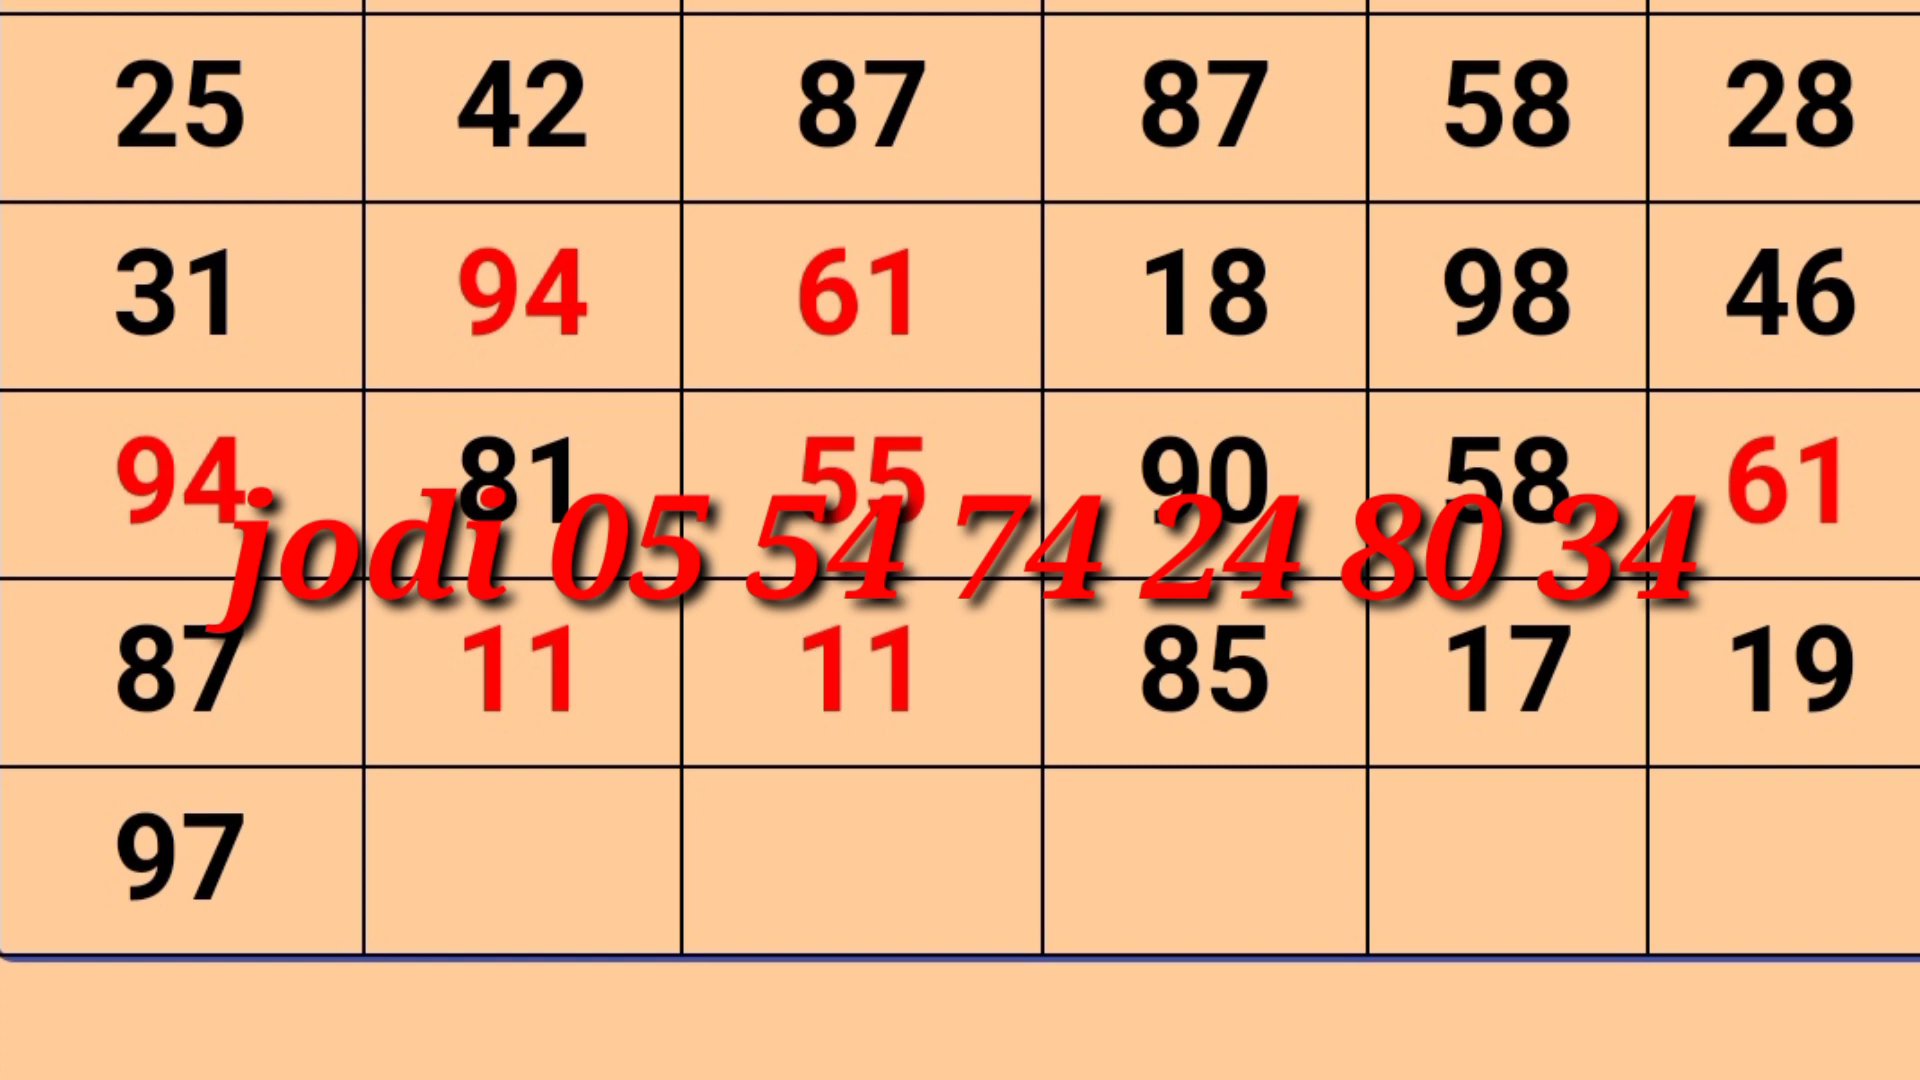 25 42 87 87 58 28
31 94 61 18 98 46
94 81 55 90 58 61
jodi 05 54 74 24 80 34
87 11 11 85 17 19
97